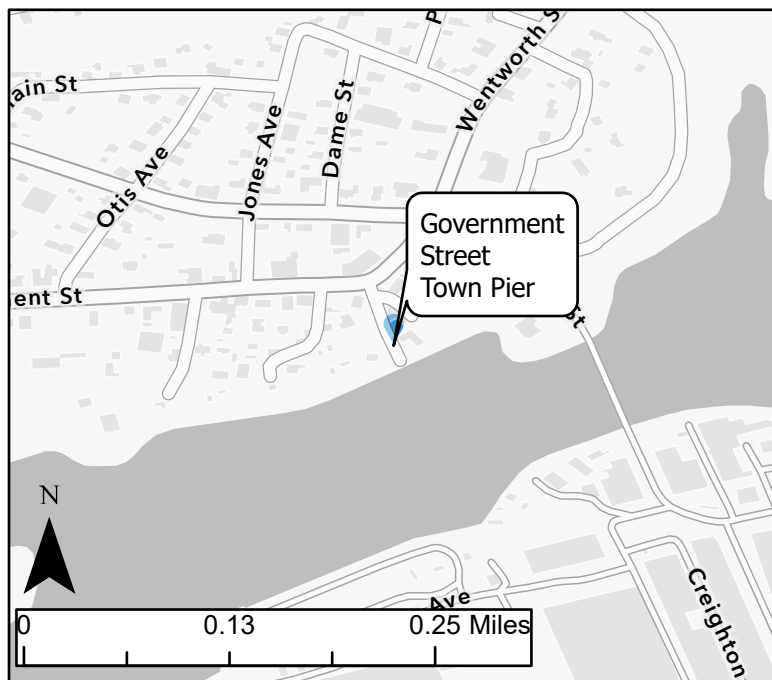 ain St
Otis Ave
Jones Ave
Dame St
P
Wentworth S
Government
Street
Town Pier
ent St
st
N
Ave
Creighton
0 0.13 0.25 Miles